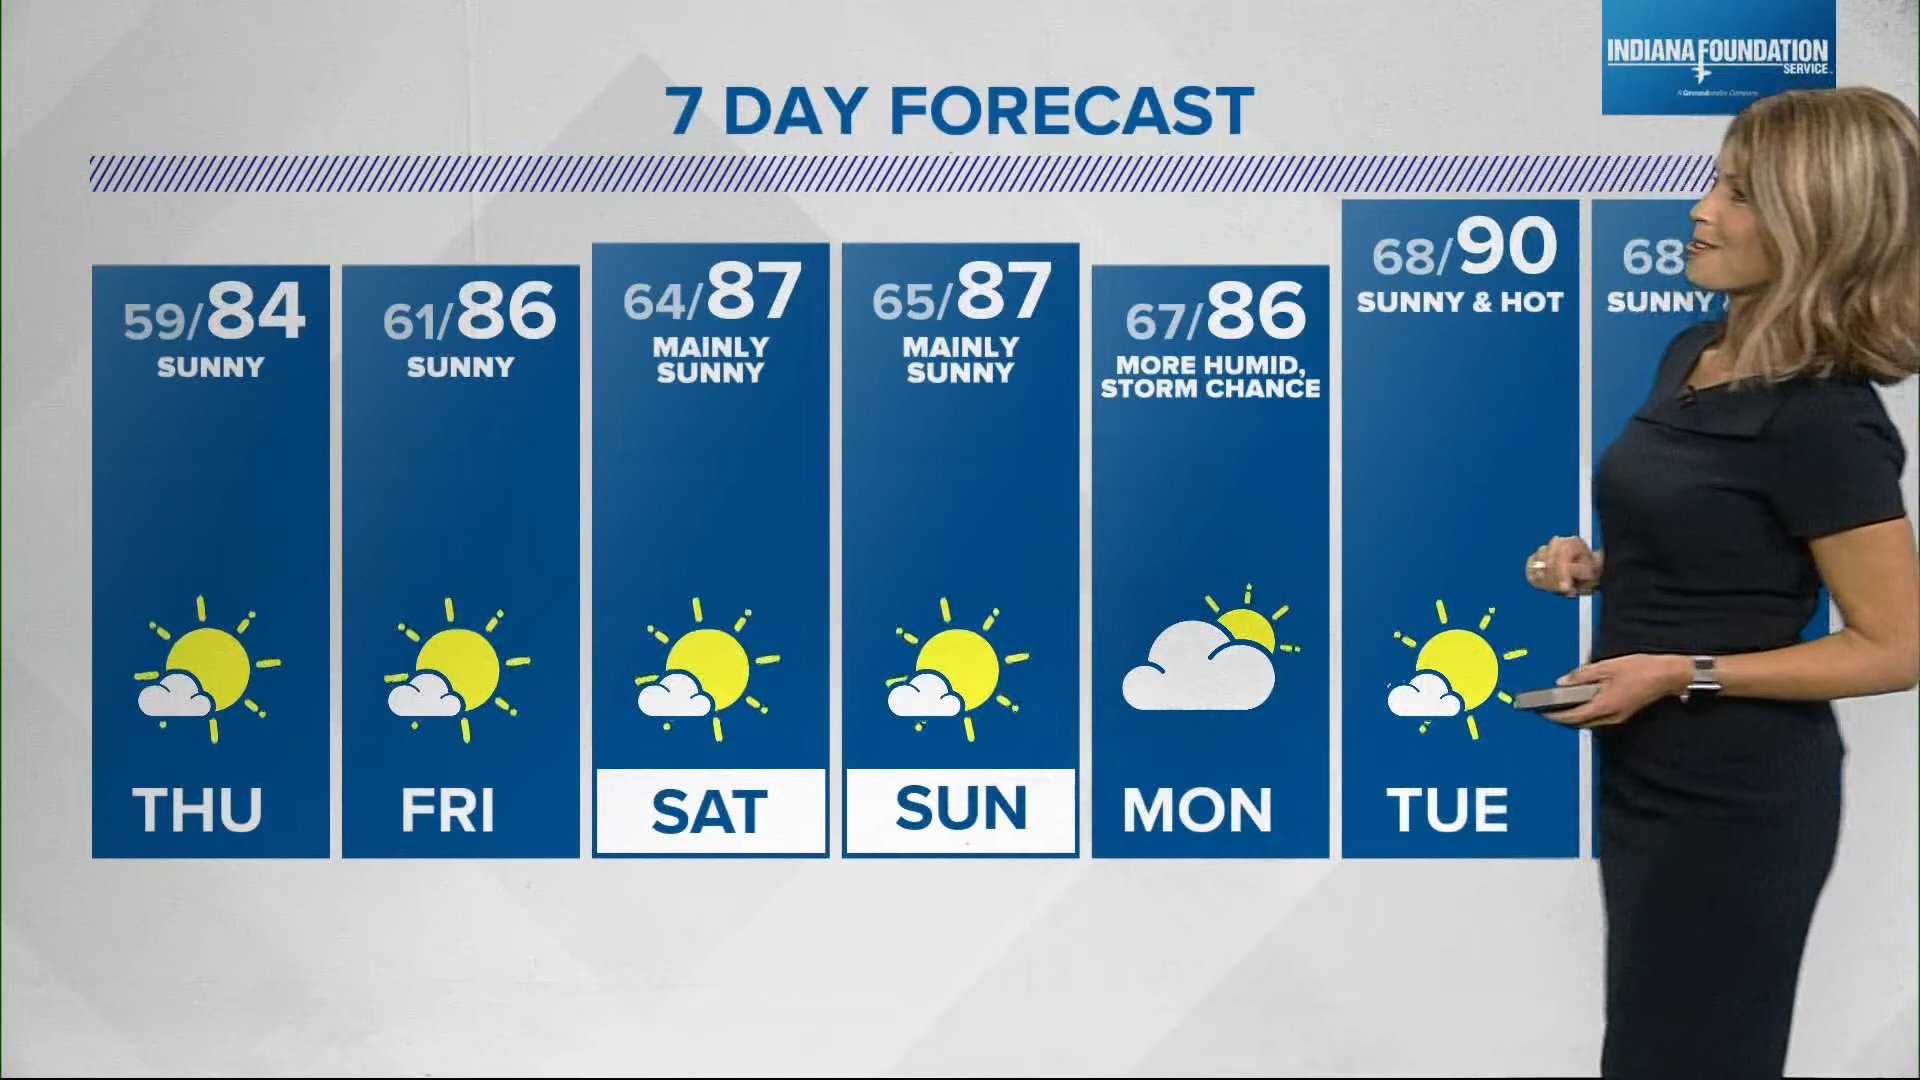 INDIANA FOUNDATION
SERVICE
7 DAY FORECAST
59/84
SUNNY
THU
61/86
SUNNY
FRI
64/87
MAINLY
SUNNY
SAT
65/87
MAINLY
SUNNY
SUN
67/86
MORE HUMID,
STORM CHANCE
MON
68/90
SUNNY & HOT
TUE
68
SUNNY